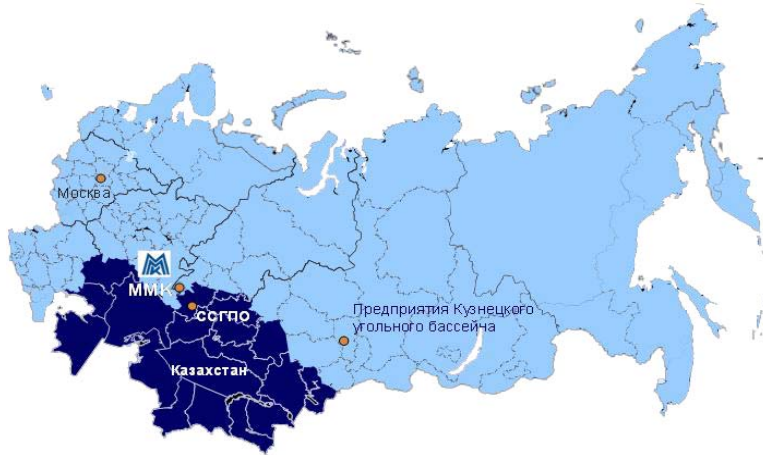 Москва
ММК
ССГПО
Предприятия Кузнецкого
угольного бассейча
Казахстан